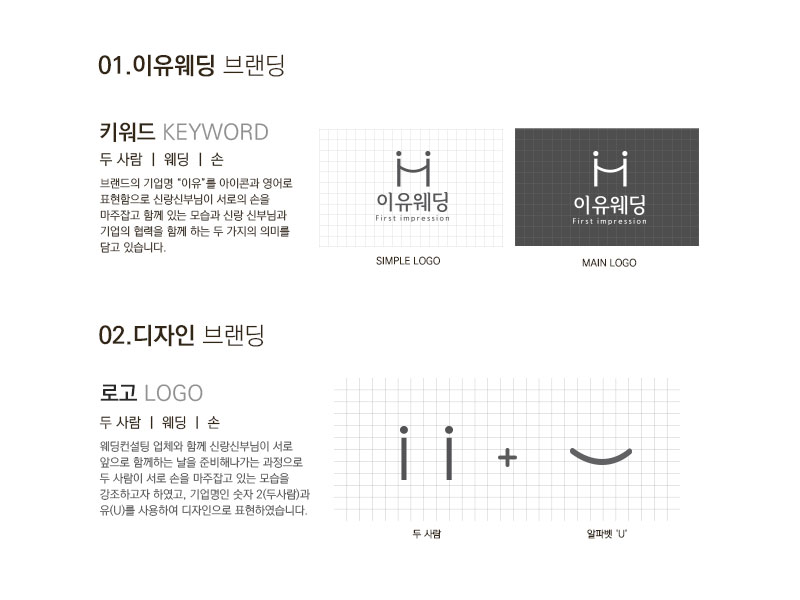 01.이유웨딩 브랜딩
키워드 KEYWORD
두 사람 | 웨딩 | 손
브랜드의 기업명 "이유"를 아이콘과 영어로
표현함으로 신랑신부님이 서로의 손을
마주잡고 함께 있는 모습과 신랑 신부님과
기업의 협력을 함께 하는 두 가지의 의미를
담고 있습니다.
이유웨딩
First impression
SIMPLE LOGO
이유웨딩
First impression
MAIN LOGO
02.디자인 브랜딩
로고 LOGO
두 사람 | 웨딩 | 손
웨딩컨설팅 업체와 함께 신랑신부님이 서로
앞으로 함께하는 날을 준비해나가는 과정으로
두 사람이 서로 손을 마주잡고 있는 모습을
강조하고자 하였고, 기업명인 숫자 2(두사람)과
유(U)를 사용하여 디자인으로 표현하였습니다.
+
두 사람
알파벳 'U'